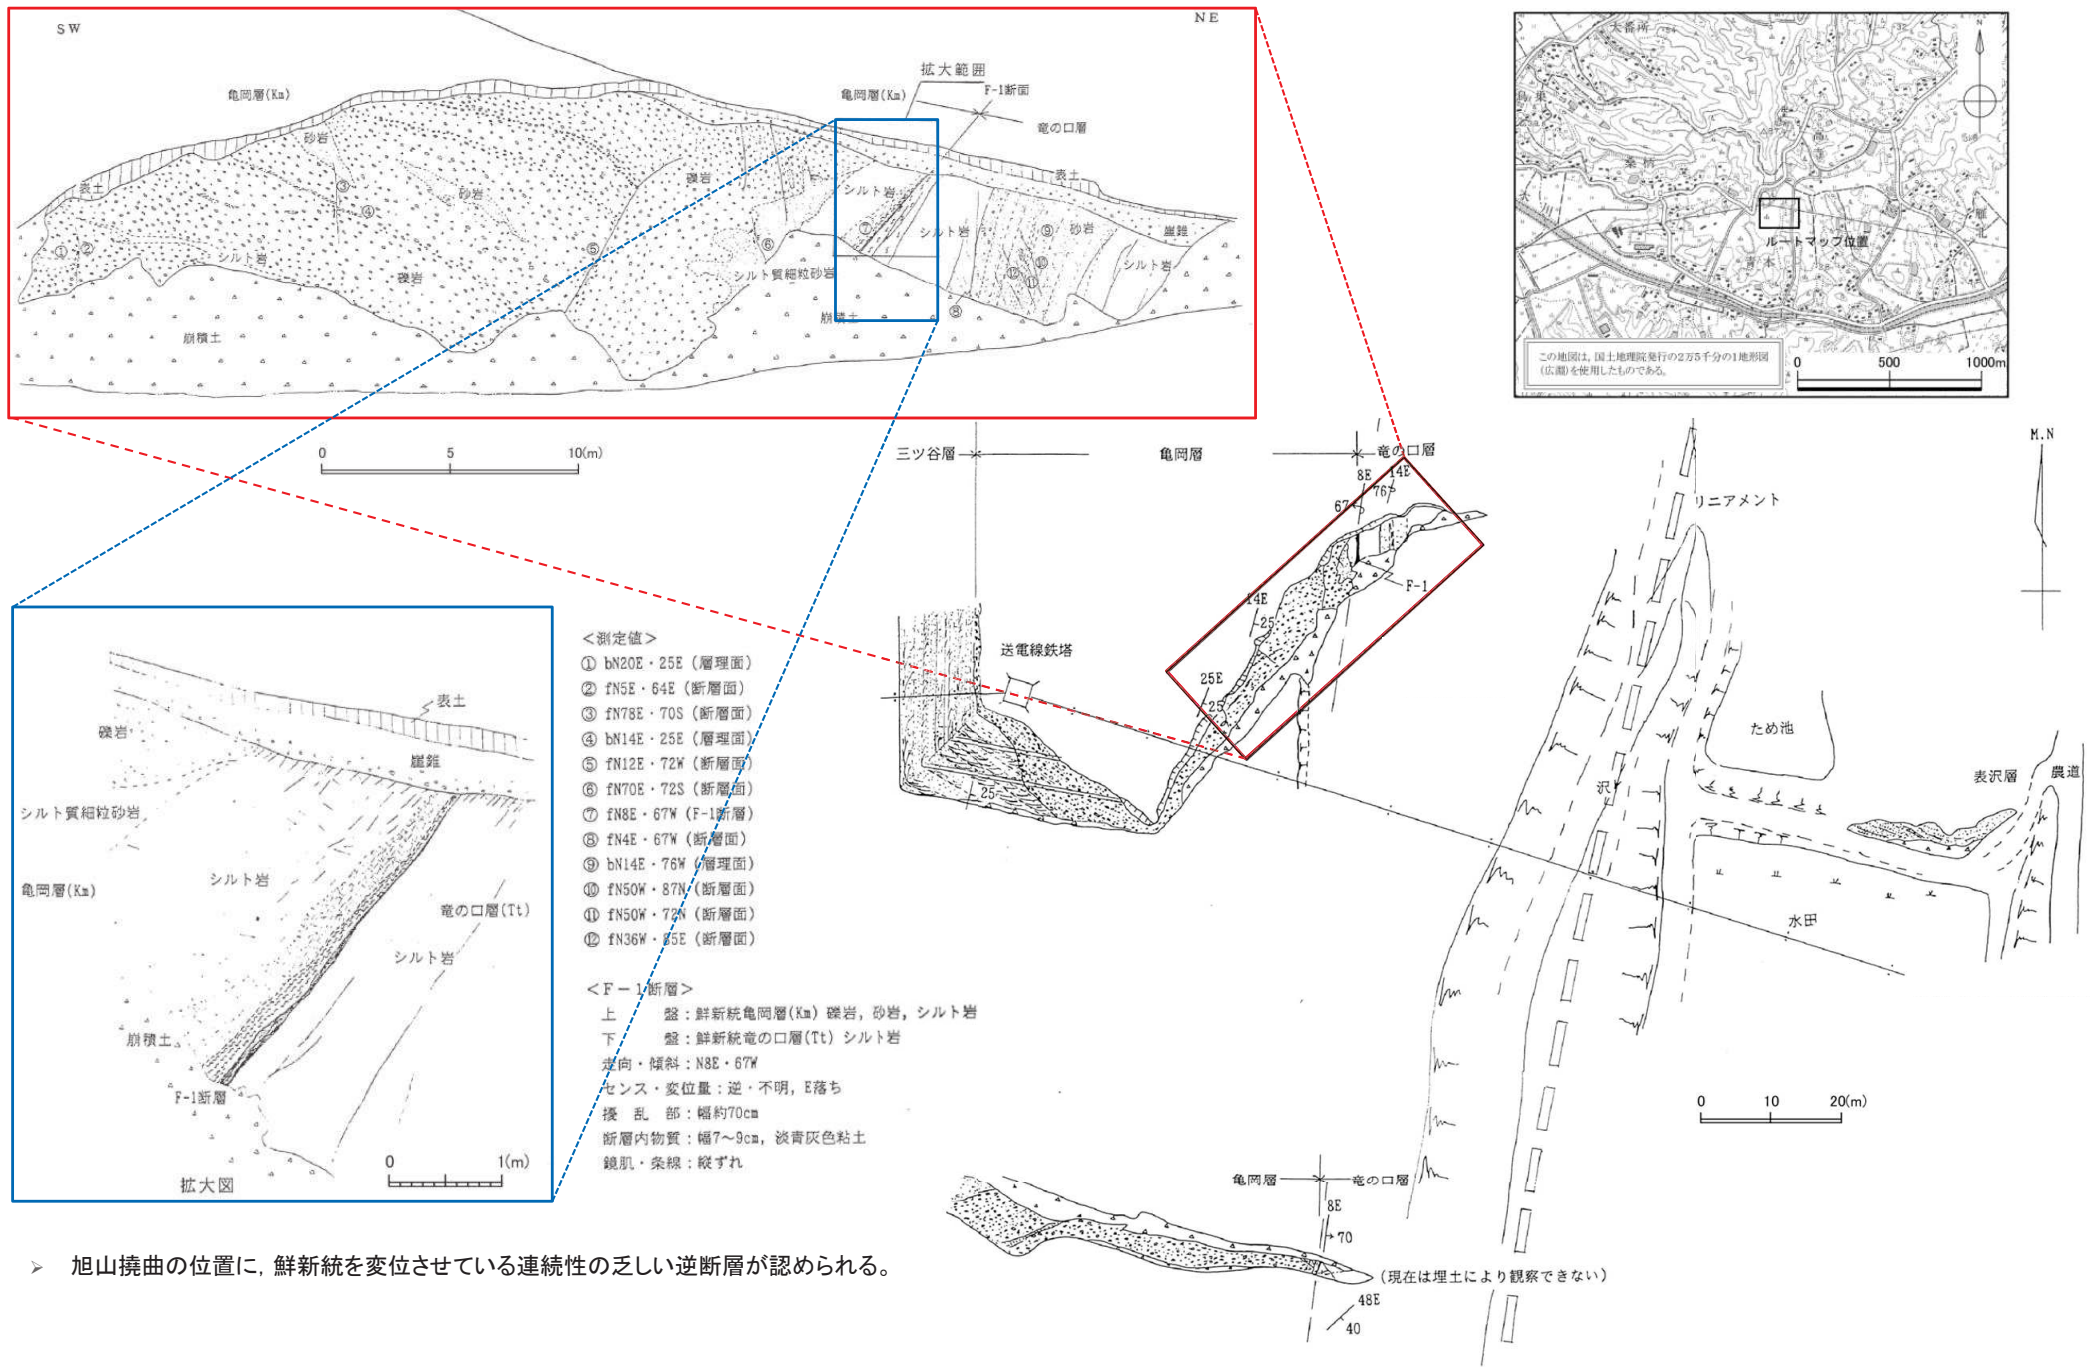 SW
NE
亀岡層(Km)
砂岩
表土
③
④
砂岩
①
②
シルト岩
礫岩
崩積土
⑤
礫岩
⑥
シルト質細粒砂岩
亀岡層(Km)
拡大範囲
F-1断面
竜の口層
シルト岩
⑦
シルト岩
表土
⑨
砂岩
⑩
⑫
⑪
⑧
崖錐
シルト岩
崩積土
0 5 10(m)
大番所
桑柄
ルートマップ位置
青木
N
この地図は, 国土地理院発行の2万5千分の1地形図
(広淵)を使用したものである。
0 500 1000m
三ツ谷層
亀岡層
竜の口層
8E
14E
76
67
F-1
14E
25
25E
25
送電線鉄塔
25
リニアメント
M.N
ため池
沢
表沢層
農道
水田
0 10 20(m)
表土
礫岩
崖錐
シルト質細粒砂岩
シルト岩
亀岡層(Km)
竜の口層(Tt)
シルト岩
崩積土
F-1断層
拡大図
0 1(m)
<測定値>
① bN20E・25E (層理面)
② fN5E・64E (断層面)
③ fN78E・70S (断層面)
④ bN14E・25E (層理面)
⑤ fN12E・72W (断層面)
⑥ fN70E・72S (断層面)
⑦ fN8E・67W (F-1断層)
⑧ fN4E・67W (断層面)
⑨ bN14E・76W (層理面)
⑩ fN50W・87N (断層面)
⑪ fN50W・72N (断層面)
⑫ fN36W・85E (断層面)
<F-1断層>
上 盤:鮮新統亀岡層(Km) 礫岩, 砂岩, シルト岩
下 盤:鮮新統竜の口層(Tt) シルト岩
走向・傾斜:N8E・67W
センス・変位量:逆・不明, E落ち
擾 乱 部:幅約70cm
断層内物質:幅7～9cm, 淡青灰色粘土
鏡肌・条線:縦ずれ
亀岡層
竜の口層
8E
70
(現在は埋土により観察できない)
48E
40
➢ 旭山撓曲の位置に, 鮮新統を変位させている連続性の乏しい逆断層が認められる。